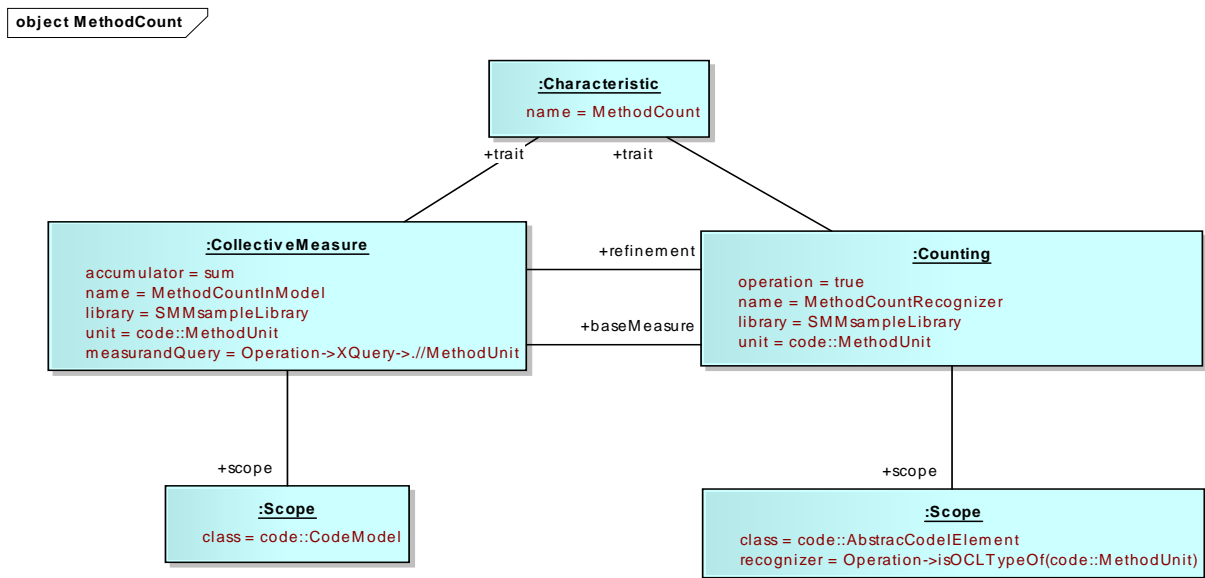 object MethodCount
:Characteristic
name = MethodCount
+trait
+trait
:CollectiveMeasure
accumulator = sum
name = MethodCountInModel
library = SMMsampleLibrary
unit = code::MethodUnit
measurandQuery = Operation->XQuery->.//MethodUnit
+refinement
+baseMeasure
:Counting
operation = true
name = MethodCountRecognizer
library = SMMsampleLibrary
unit = code::MethodUnit
+scope
+scope
:Scope
class = code::CodeModel
:Scope
class = code::AbstracCodelElement
recognizer = Operation->isOCLTypeOf(code::MethodUnit)